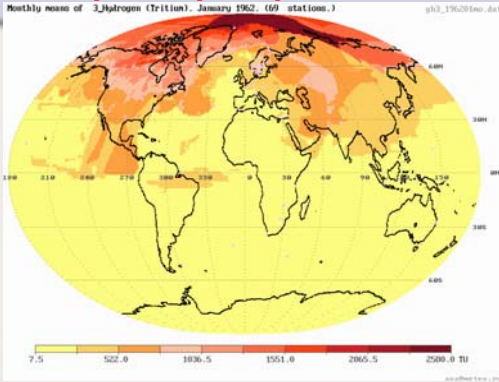 Monthly means of 3_Hydrogen (Tritium). January 1962. (69 stations.)
gh3_196201mo.dat
60N
30N
180 210 240 270 300 330 0 30 60 90 120 150 00N
30S
60S
7.5 522.0 1036.5 1551.0 2065.5 2500.0 TU